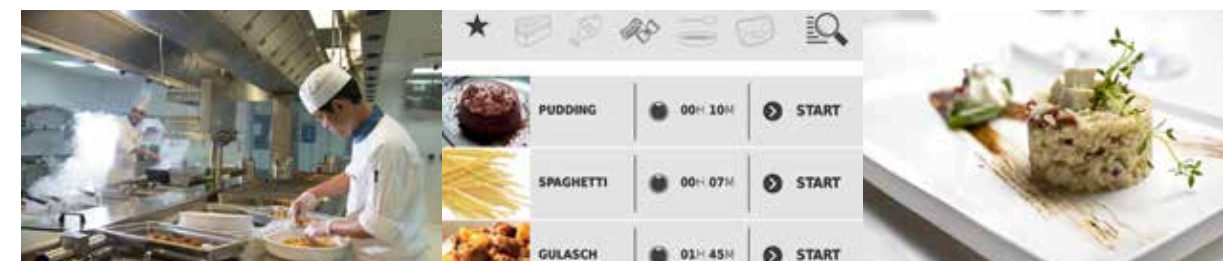 PUDDING 00H 10M START
SPAGHETTI 00H 07M START
GULASCH 01H 45M START